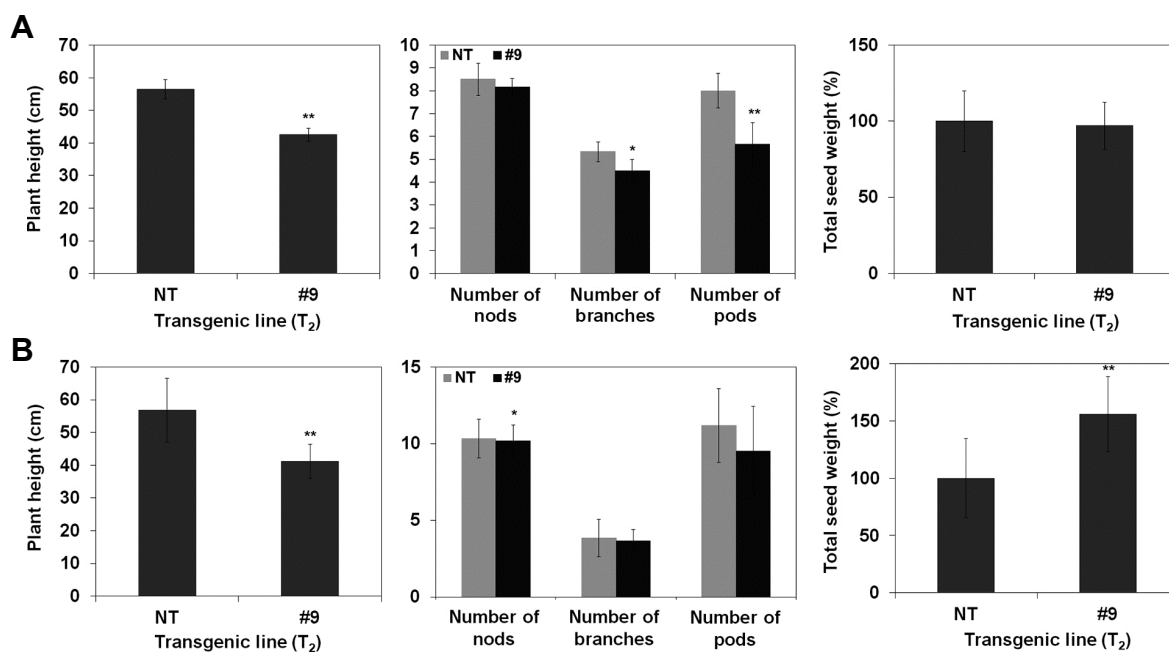 A
Plant height (cm)
70
60
50
40
30
20
10
0
**
NT
#9
Transgenic line (T2)
10
9
8
7
6
5
4
3
2
1
0
NT
#9
*
**
Number of
nods
Number of
branches
Number of
pods
Total seed weight (%)
150
100
50
0
NT
#9
Transgenic line (T2)
B
Plant height (cm)
70
60
50
40
30
20
10
0
**
NT
#9
Transgenic line (T2)
15
10
5
0
NT
#9
*
Number of
nods
Number of
branches
Number of
pods
Total seed weight (%)
200
150
100
50
0
**
NT
#9
Transgenic line (T2)